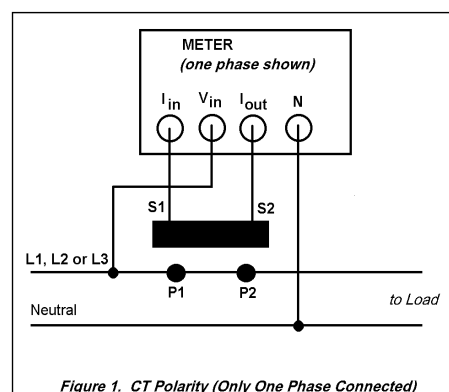 METER
(one phase shown)
I in V in I out N
S1 S2
L1, L2 or L3
P1 P2
to Load
Neutral
Figure 1. CT Polarity (Only One Phase Connected)